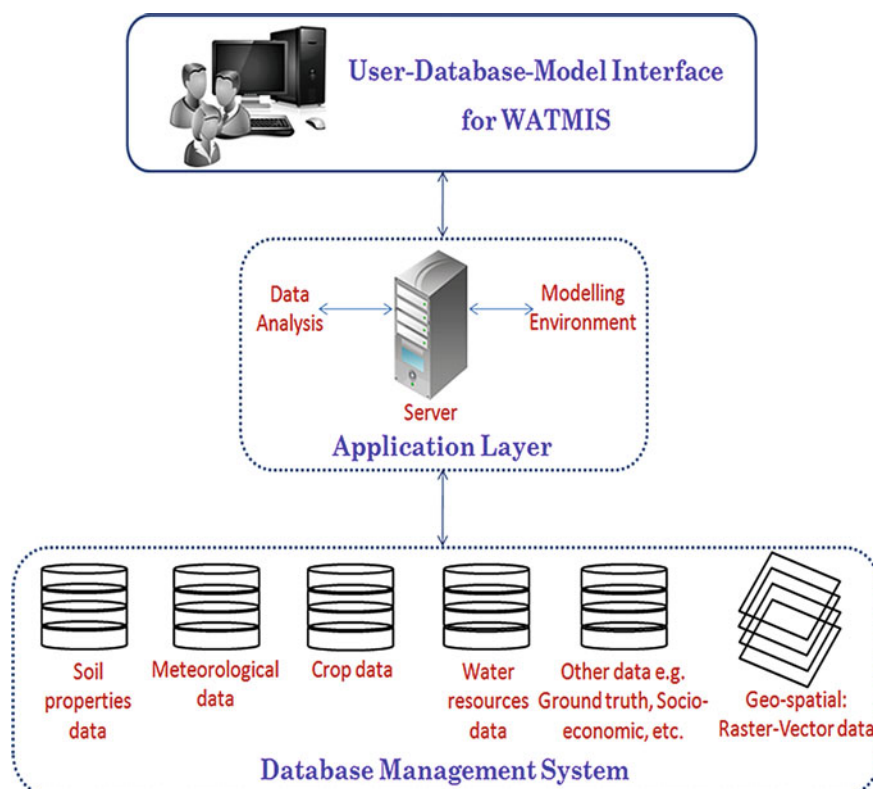 User-Database-Model Interface
for WATMIS
Data
Analysis
Modelling
Environment
Server
Application Layer
Soil
properties
data
Meteorological
data
Crop data
Water
resources
data
Other data e.g.
Ground truth, Socio-
economic, etc.
Geo-spatial:
Raster-Vector data
Database Management System